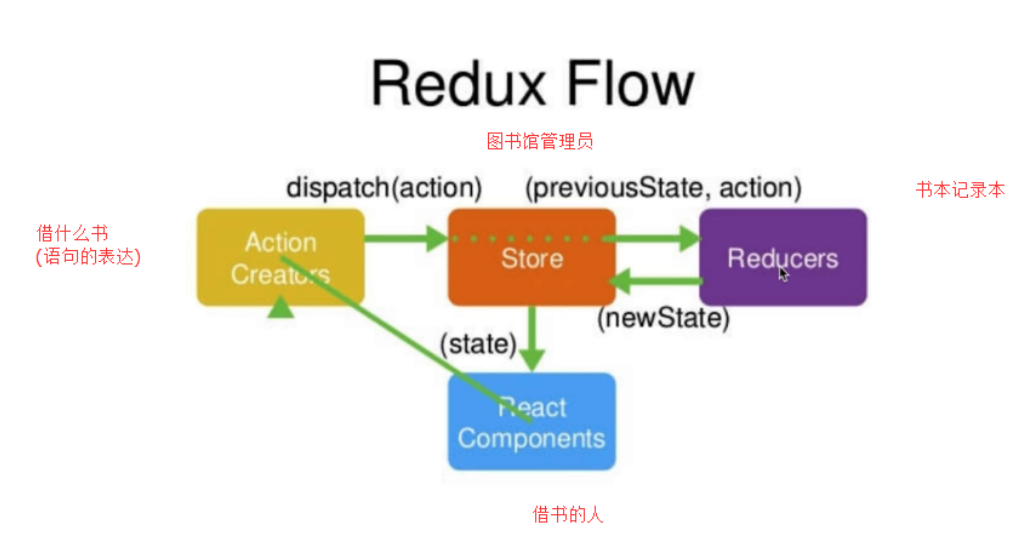 Redux Flow
图书馆管理员
dispatch(action)
(previousState, action)
书本记录本
借什么书
(语句的表达)
Action
Creators
Store
Reducers
(newState)
(state)
React
Components
借书的人